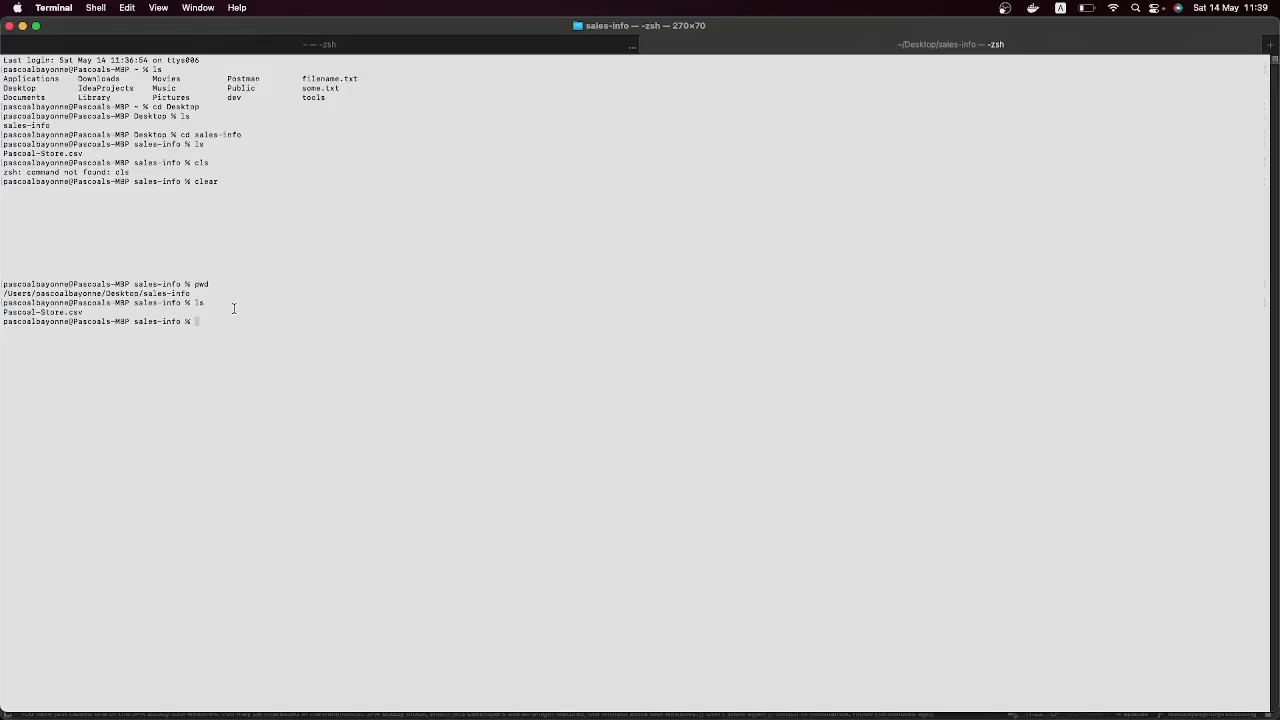 Terminal Shell Edit View Window Help
A
Sat 14 May 11:39
sales-info — -zsh — 270×70
~ — -zsh
...
~/Desktop/sales-info — -zsh
+
Last login: Sat May 14 11:36:54 on ttys006
[pascoalbayonne@Pascoals-MBP ~ % ls
Applications Downloads Movies Postman filename.txt
Desktop IdeaProjects Music Public some.txt
Documents Library Pictures dev tools
[pascoalbayonne@Pascoals-MBP ~ % cd Desktop
[pascoalbayonne@Pascoals-MBP Desktop % ls
sales-info
[pascoalbayonne@Pascoals-MBP Desktop % cd sales-info
[pascoalbayonne@Pascoals-MBP sales-info % ls
Pascoal-Store.csv
[pascoalbayonne@Pascoals-MBP sales-info % cls
zsh: command not found: cls
[pascoalbayonne@Pascoals-MBP sales-info % clear
pascoalbayonne@Pascoals-MBP sales-info % pwd
/Users/pascoalbayonne/Desktop/sales-info
pascoalbayonne@Pascoals-MBP sales-info % ls
Pascoal-Store.csv
pascoalbayonne@Pascoals-MBP sales-info %